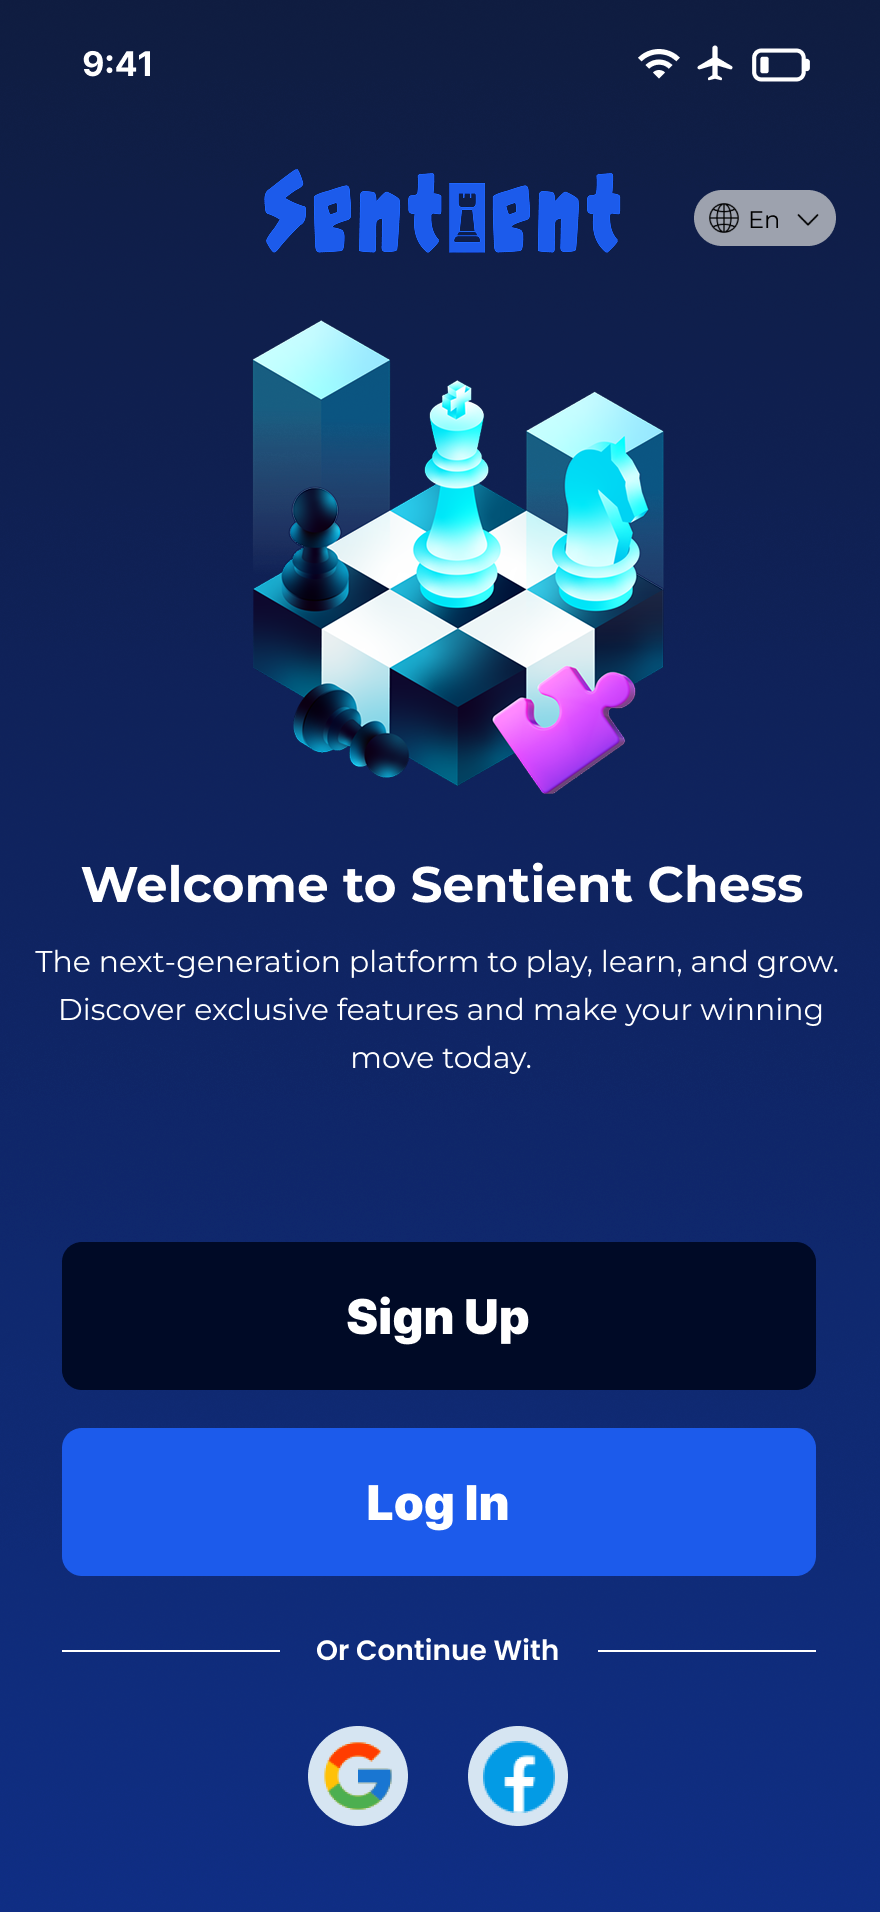 9:41
Sentient
En
Welcome to Sentient Chess
The next-generation platform to play, learn, and grow.
Discover exclusive features and make your winning
move today.
Sign Up
Log In
Or Continue With